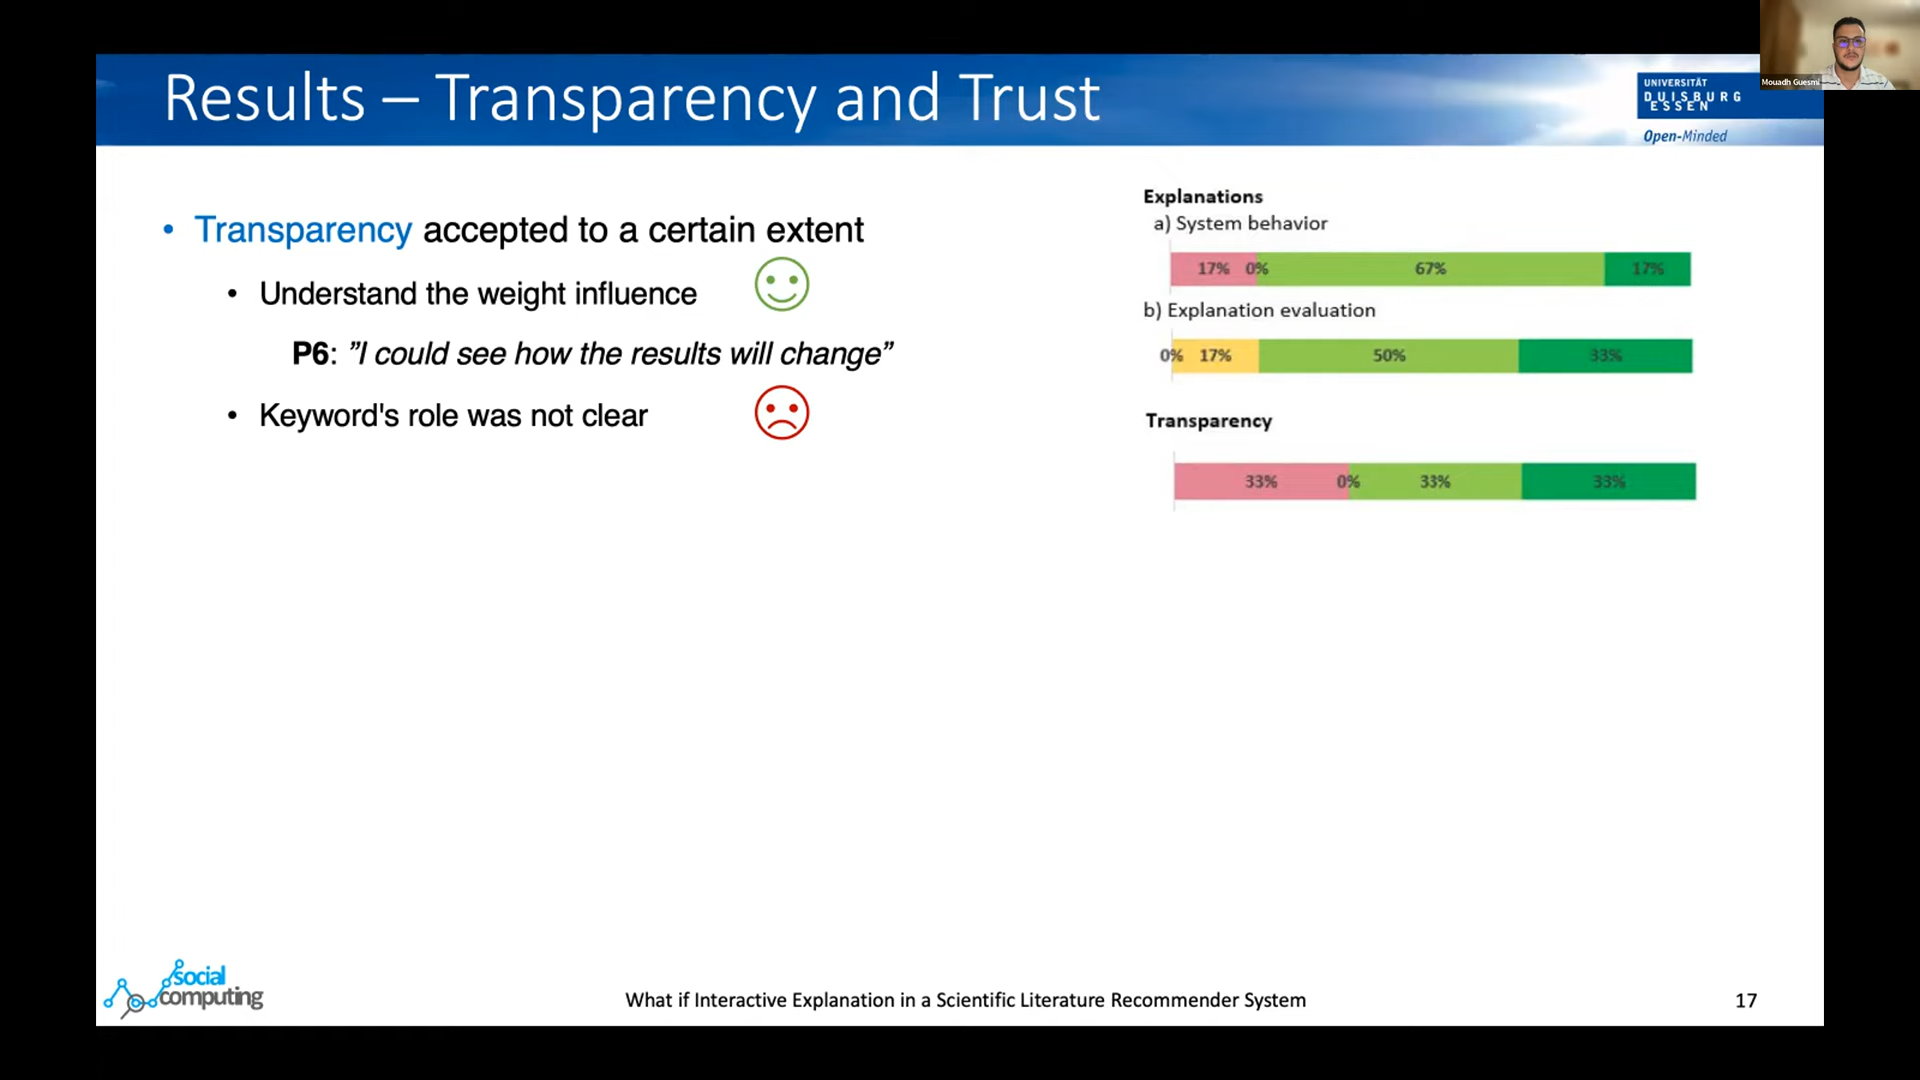 Results – Transparency and Trust
Mouadh Guesmi
UNIVERSITÄT
DUISBURG
ESSEN
Open-Minded
• Transparency accepted to a certain extent
• Understand the weight influence
P6: ”I could see how the results will change”
• Keyword's role was not clear
Explanations
a) System behavior
17% 0% 67% 17%
b) Explanation evaluation
0% 17% 50% 33%
Transparency
33% 0% 33% 33%
social
computing
What if Interactive Explanation in a Scientific Literature Recommender System
17